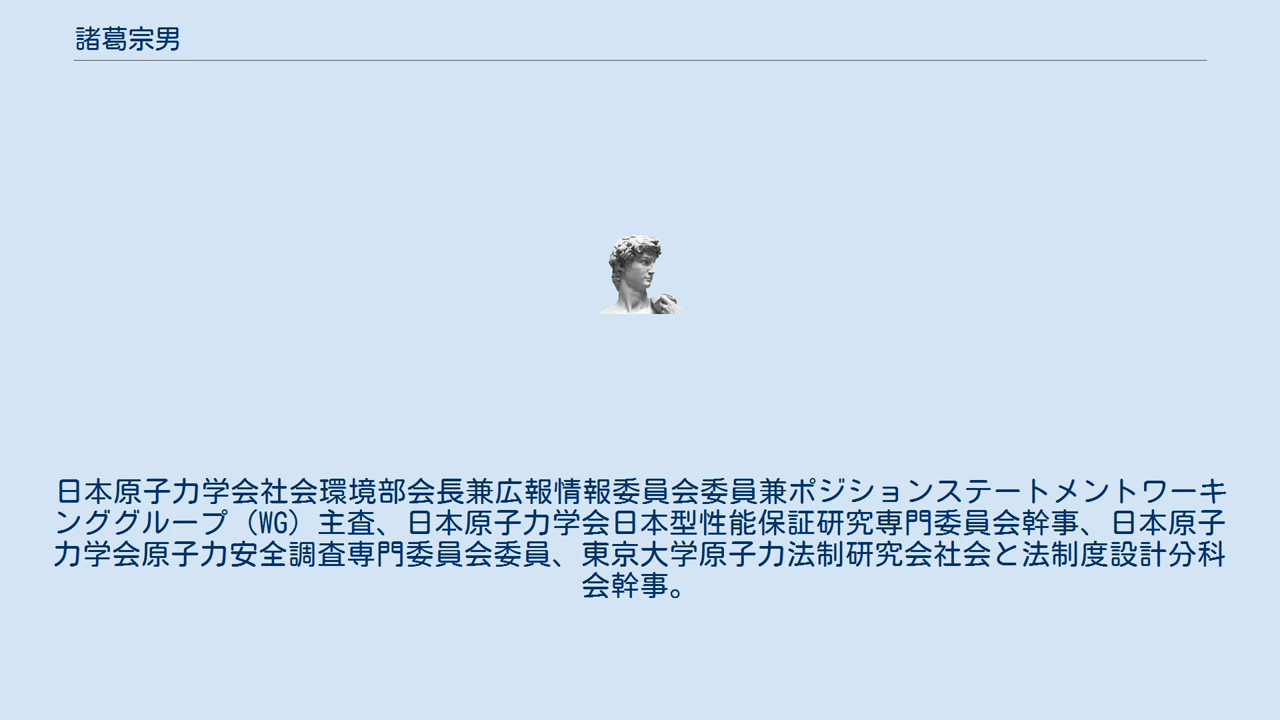 諸葛宗男
日本原子力学会社会環境部会長兼広報情報委員会委員兼ポジションステートメントワーキ
ンググループ（WG）主査、日本原子力学会日本型性能保証研究専門委員会幹事、日本原子
力学会原子力安全調査専門委員会委員、東京大学原子力法制研究会社会と法制度設計分科
会幹事。